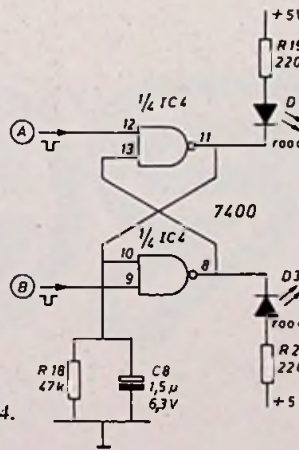 +5V
R19
220
D
rood
1/4 IC4
A
12
13
11
7400
1/4 IC4
10
9
8
B
D3
rood
R2
220
+5
R18
47k
C8
1,5µ
6,3V
4.